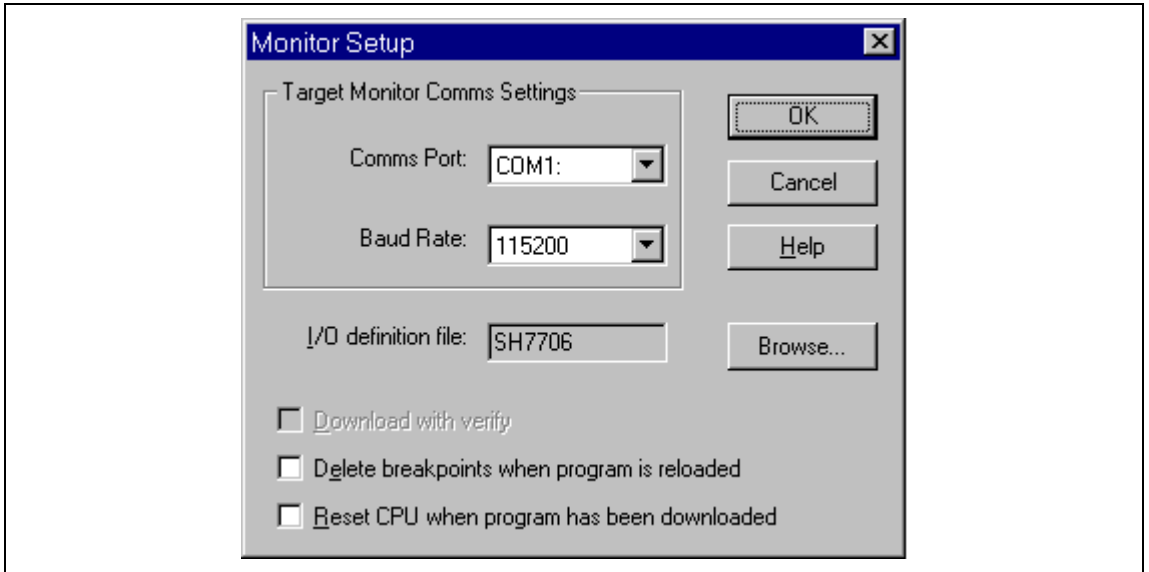 Monitor Setup
Target Monitor Comms Settings
OK
Comms Port: COM1:
Cancel
Baud Rate: 115200
Help
I/O definition file: SH7706
Browse...
Download with verify
Delete breakpoints when program is reloaded
Reset CPU when program has been downloaded